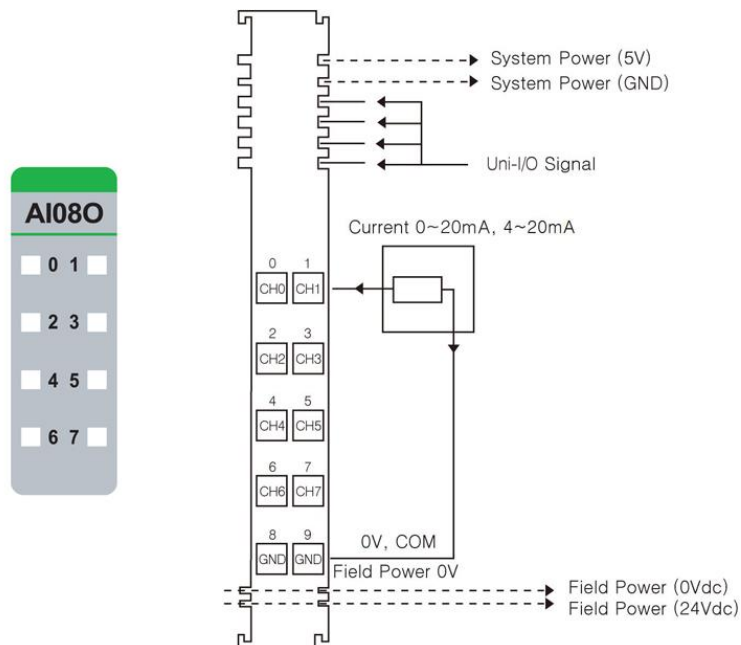 System Power (5V)
System Power (GND)
Uni-I/O Signal
AI08O
0 1
2 3
4 5
6 7
Current 0~20mA, 4~20mA
0 1
CH0 CH1
2 3
CH2 CH3
4 5
CH4 CH5
6 7
CH6 CH7
8 9
GND GND
0V, COM
Field Power 0V
Field Power (0Vdc)
Field Power (24Vdc)